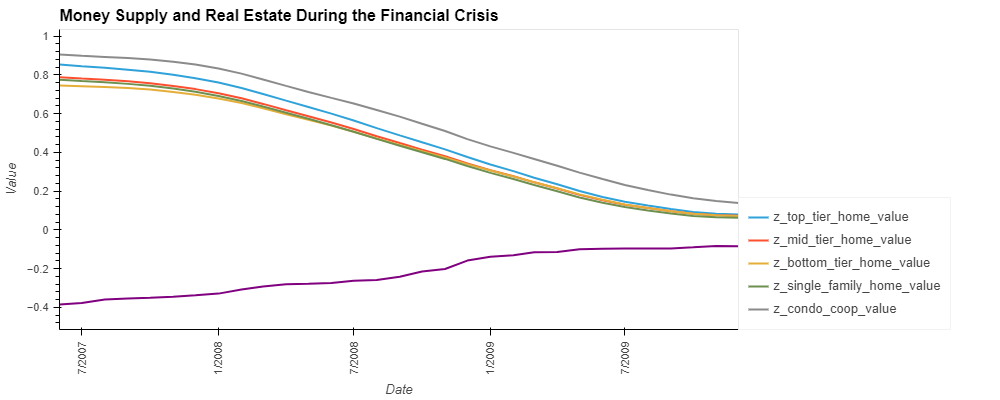 Money Supply and Real Estate During the Financial Crisis
1
0.8
0.6
0.4
0.2
0
−0.2
−0.4
Value
7/2007
1/2008
7/2008
1/2009
7/2009
Date
z_top_tier_home_value
z_mid_tier_home_value
z_bottom_tier_home_value
z_single_family_home_value
z_condo_coop_value